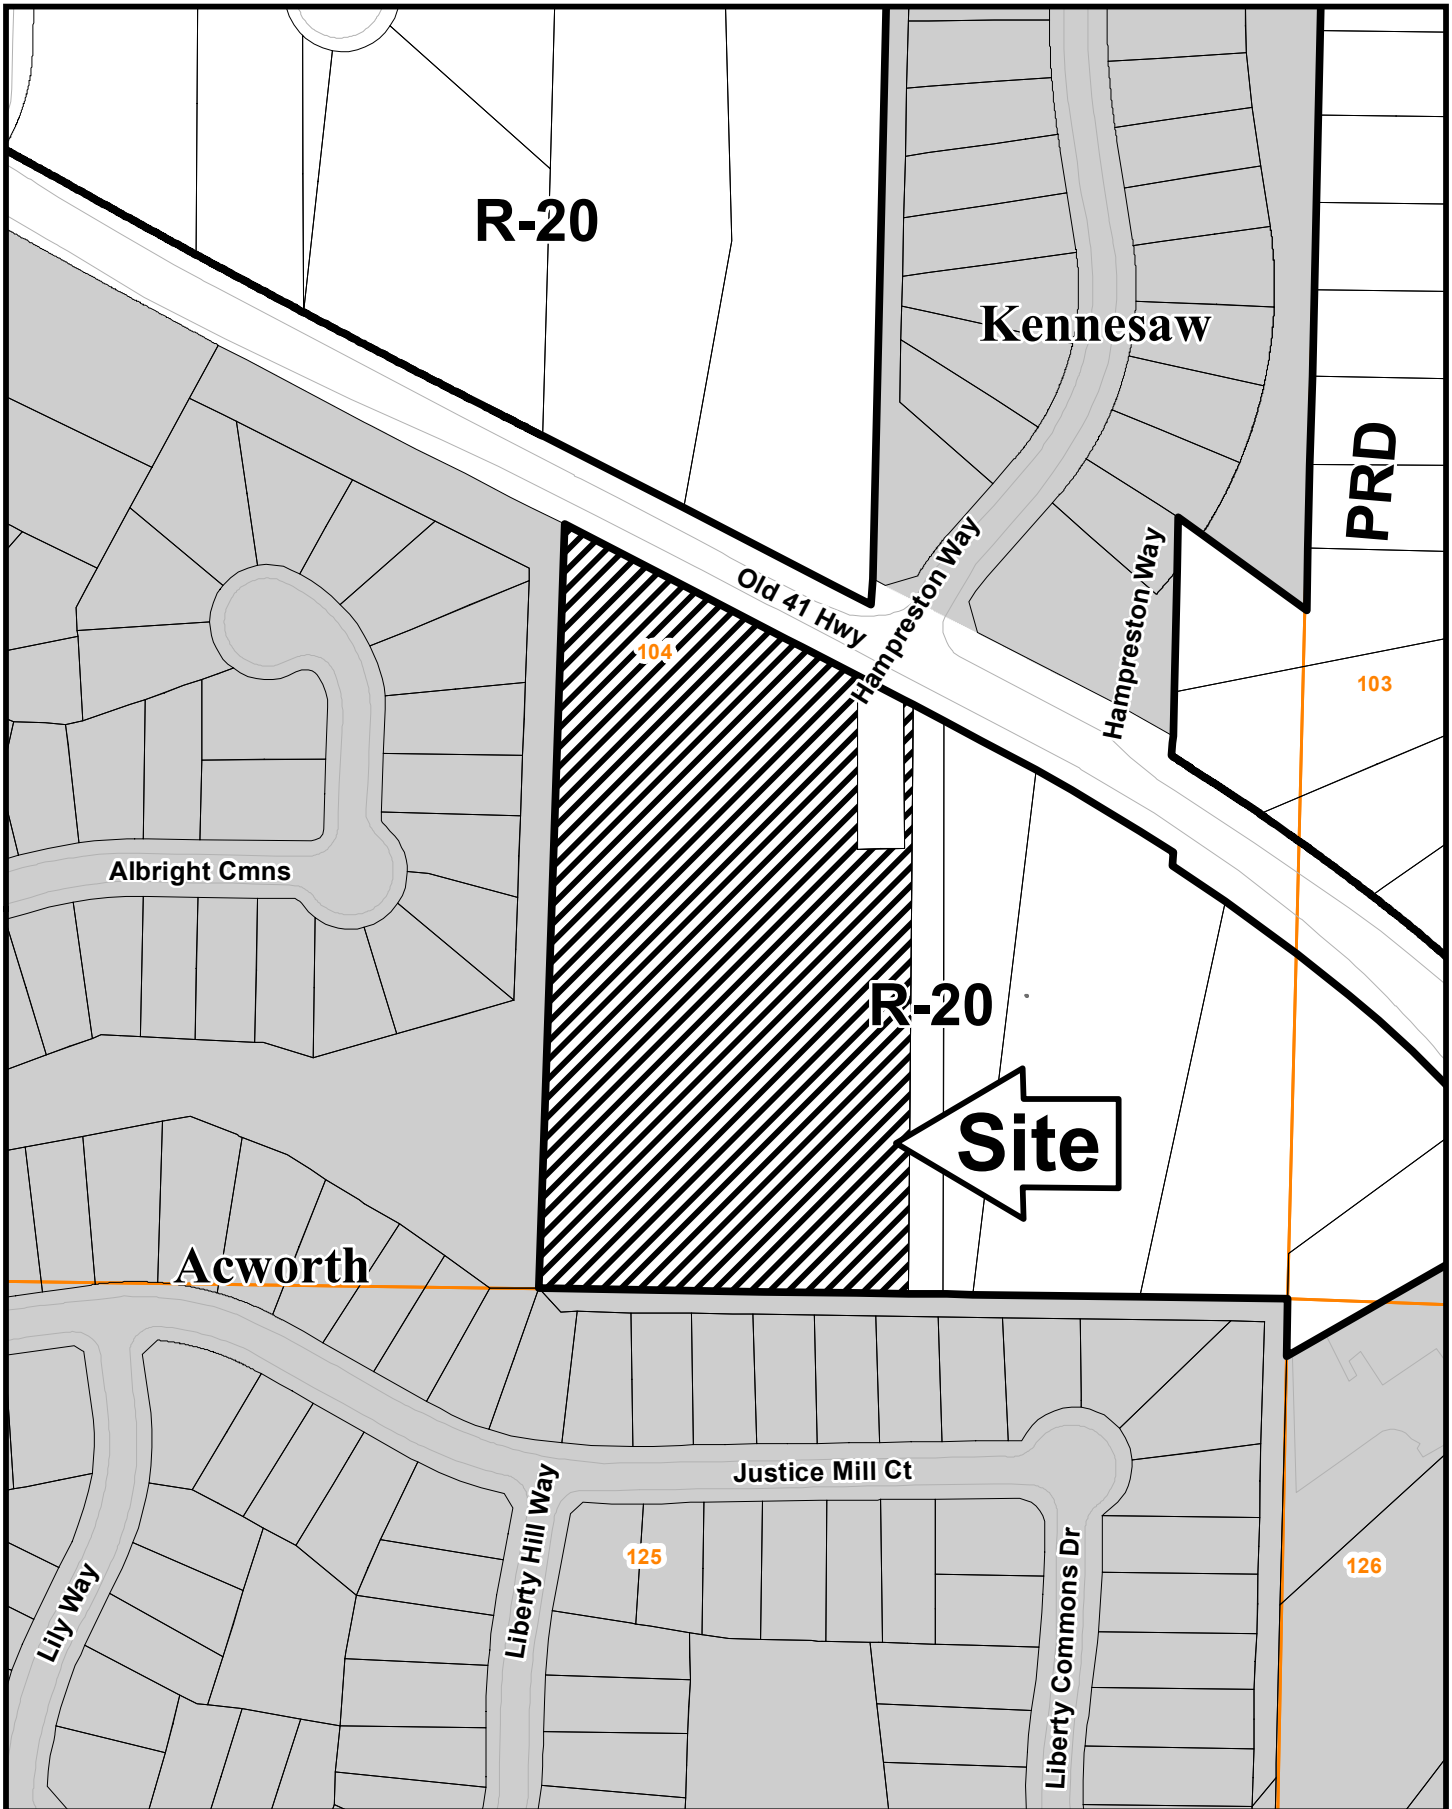 R-20
Kennesaw
PRD
Old 41 Hwy
Hampreston Way
Hampreston Way
104
103
Albright Cmns
R-20
Site
Acworth
Justice Mill Ct
Liberty Hill Way
125
126
Lily Way
Liberty Commons Dr